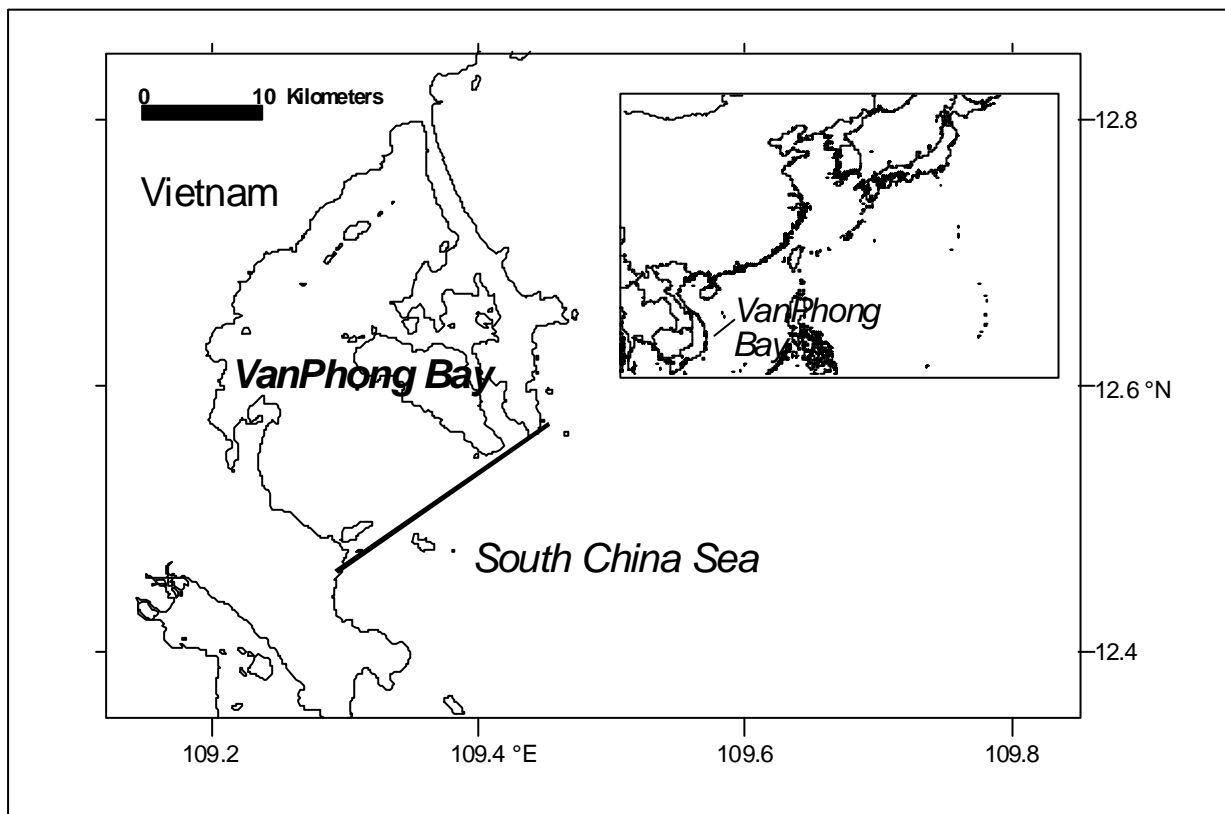 0 10 Kilometers
Vietnam
VanPhong Bay
South China Sea
VanPhong
Bay
12.8
12.6 °N
12.4
109.2
109.4 °E
109.6
109.8